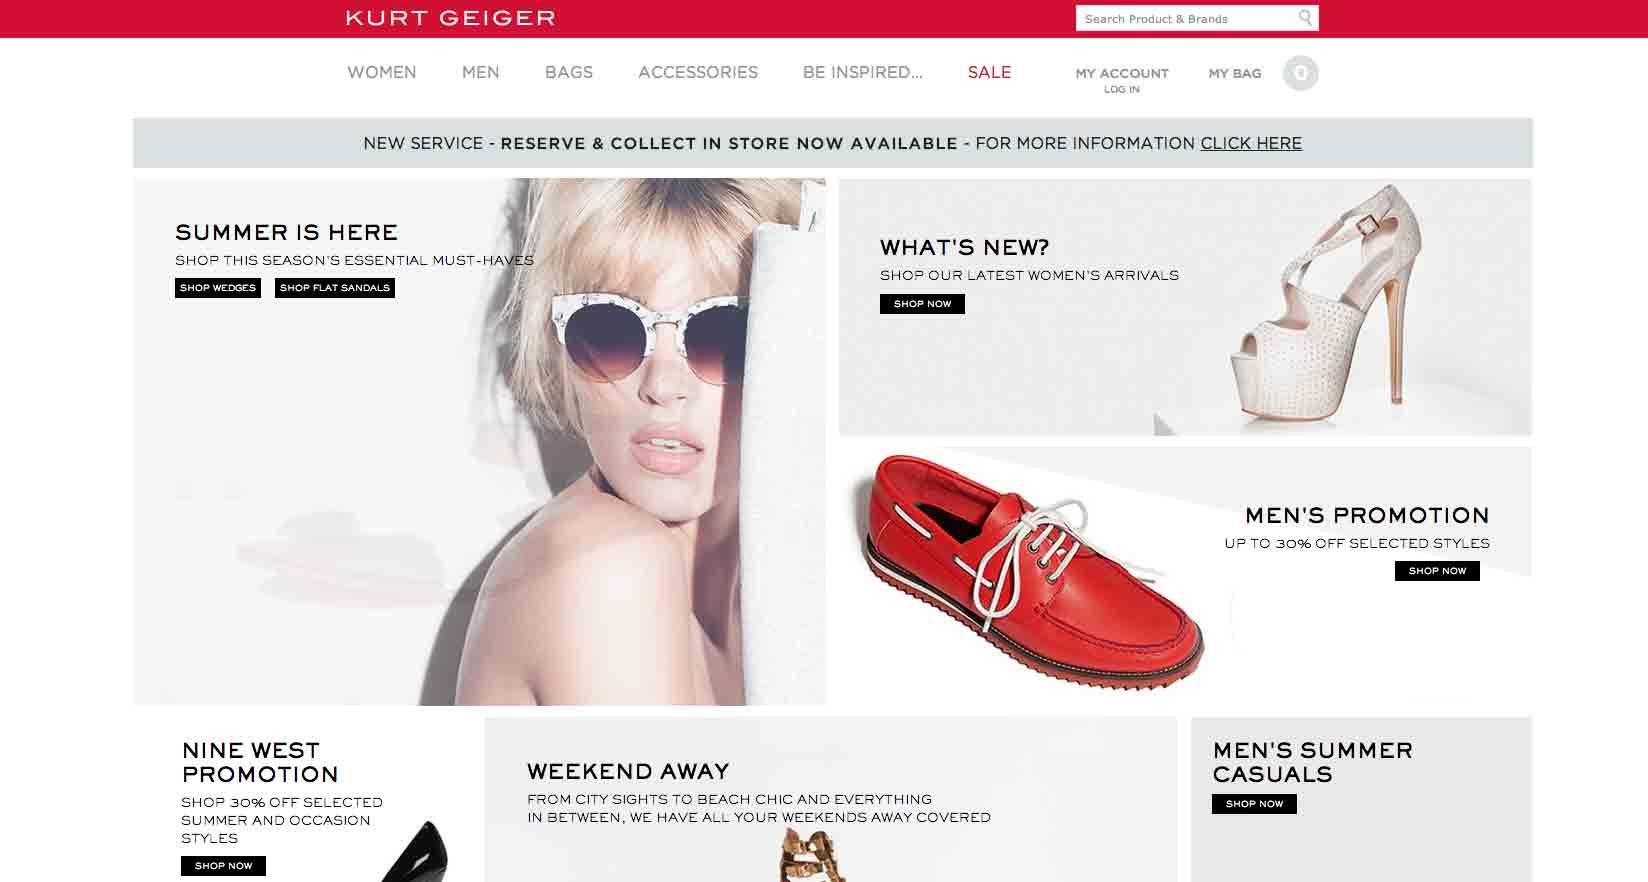 KURT GEIGER
Search Product & Brands
WOMEN MEN BAGS ACCESSORIES BE INSPIRED... SALE
MY ACCOUNT
LOG IN
MY BAG 0
NEW SERVICE - RESERVE & COLLECT IN STORE NOW AVAILABLE - FOR MORE INFORMATION CLICK HERE
SUMMER IS HERE
SHOP THIS SEASON'S ESSENTIAL MUST-HAVES
SHOP WEDGES SHOP FLAT SANDALS
WHAT'S NEW?
SHOP OUR LATEST WOMEN'S ARRIVALS
SHOP NOW
MEN'S PROMOTION
UP TO 30% OFF SELECTED STYLES
SHOP NOW
NINE WEST
PROMOTION
SHOP 30% OFF SELECTED
SUMMER AND OCCASION
STYLES
SHOP NOW
WEEKEND AWAY
FROM CITY SIGHTS TO BEACH CHIC AND EVERYTHING
IN BETWEEN, WE HAVE ALL YOUR WEEKENDS AWAY COVERED
MEN'S SUMMER
CASUALS
SHOP NOW